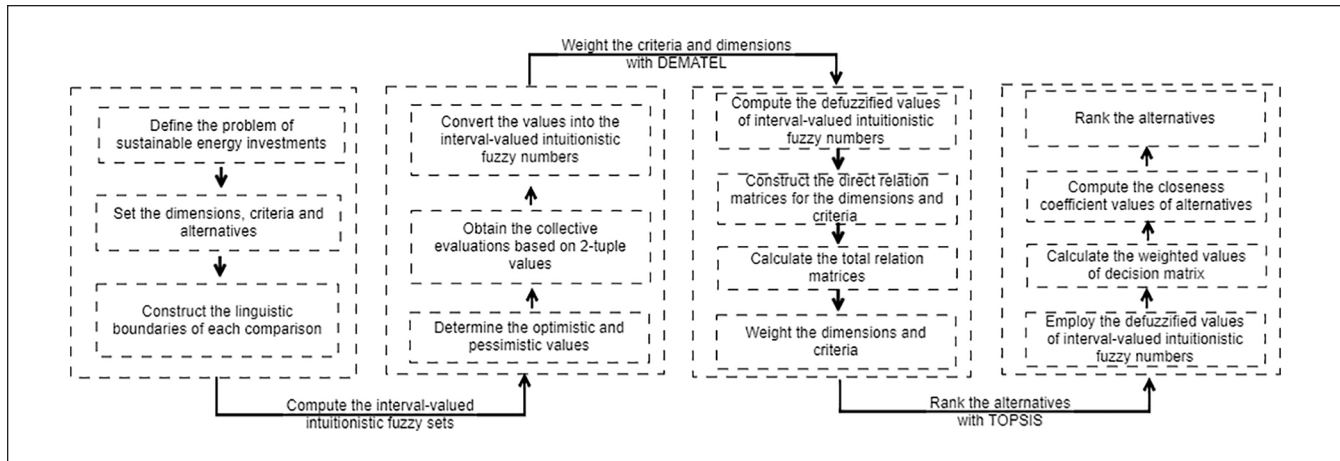 Define the problem of
sustainable energy investments
Set the dimensions, criteria and
alternatives
Construct the linguistic
boundaries of each comparison
Compute the interval-valued
intuitionistic fuzzy sets
Determine the optimistic and
pessimistic values
Obtain the collective
evaluations based on 2-tuple
values
Convert the values into the
interval-valued intuitionistic
fuzzy numbers
Weight the criteria and dimensions
with DEMATEL
Compute the defuzzified values
of interval-valued intuitionistic
fuzzy numbers
Construct the direct relation
matrices for the dimensions and
criteria
Calculate the total relation
matrices
Weight the dimensions and
criteria
Rank the alternatives
with TOPSIS
Employ the defuzzified values
of interval-valued intuitionistic
fuzzy numbers
Calculate the weighted values
of decision matrix
Compute the closeness
coefficient values of alternatives
Rank the alternatives